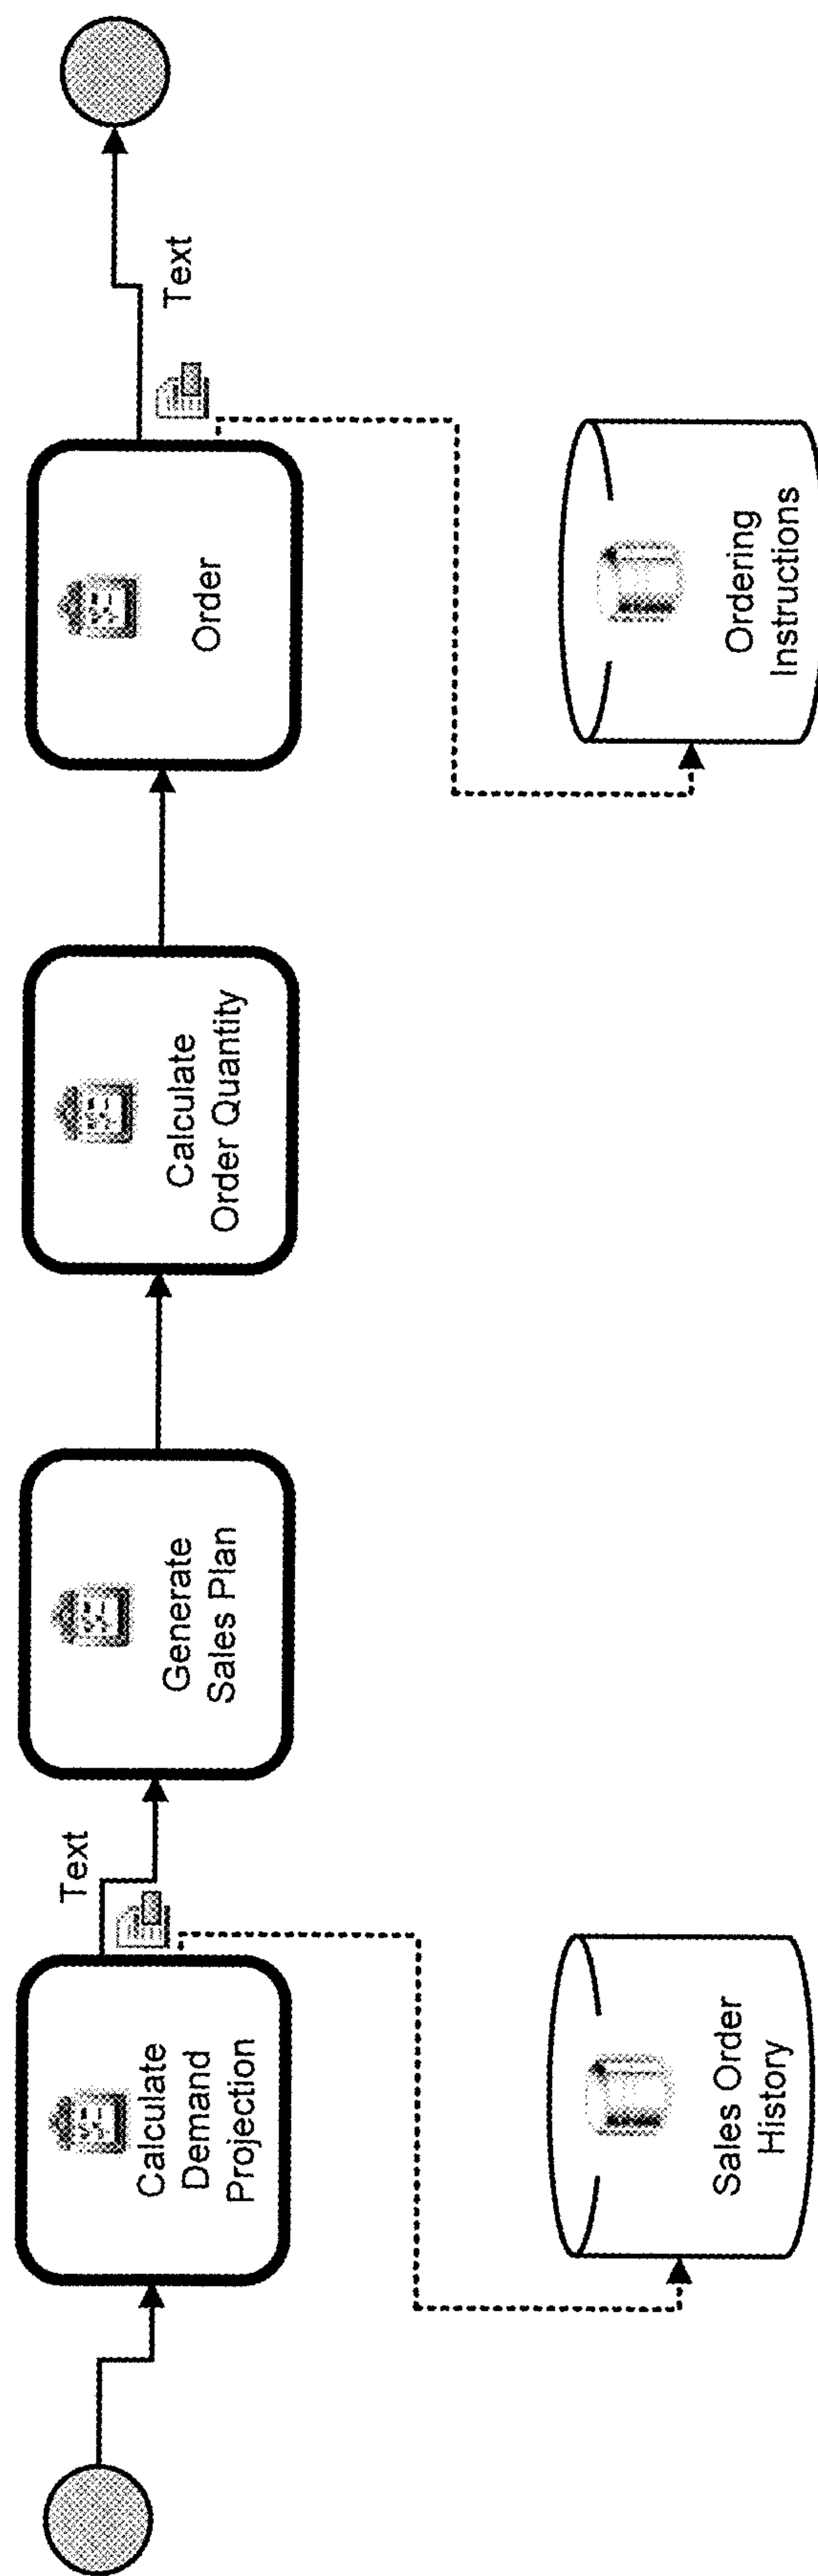 Calculate
Demand
Projection
Text
Generate
Sales Plan
Calculate
Order Quantity
Order
Text
Sales Order
History
Ordering
Instructions